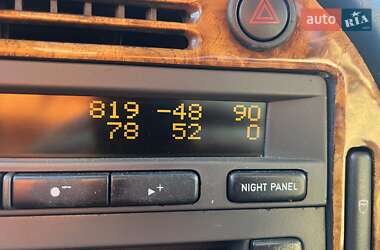 auto RIA
819 -48 90
78 52 0
NIGHT PANEL